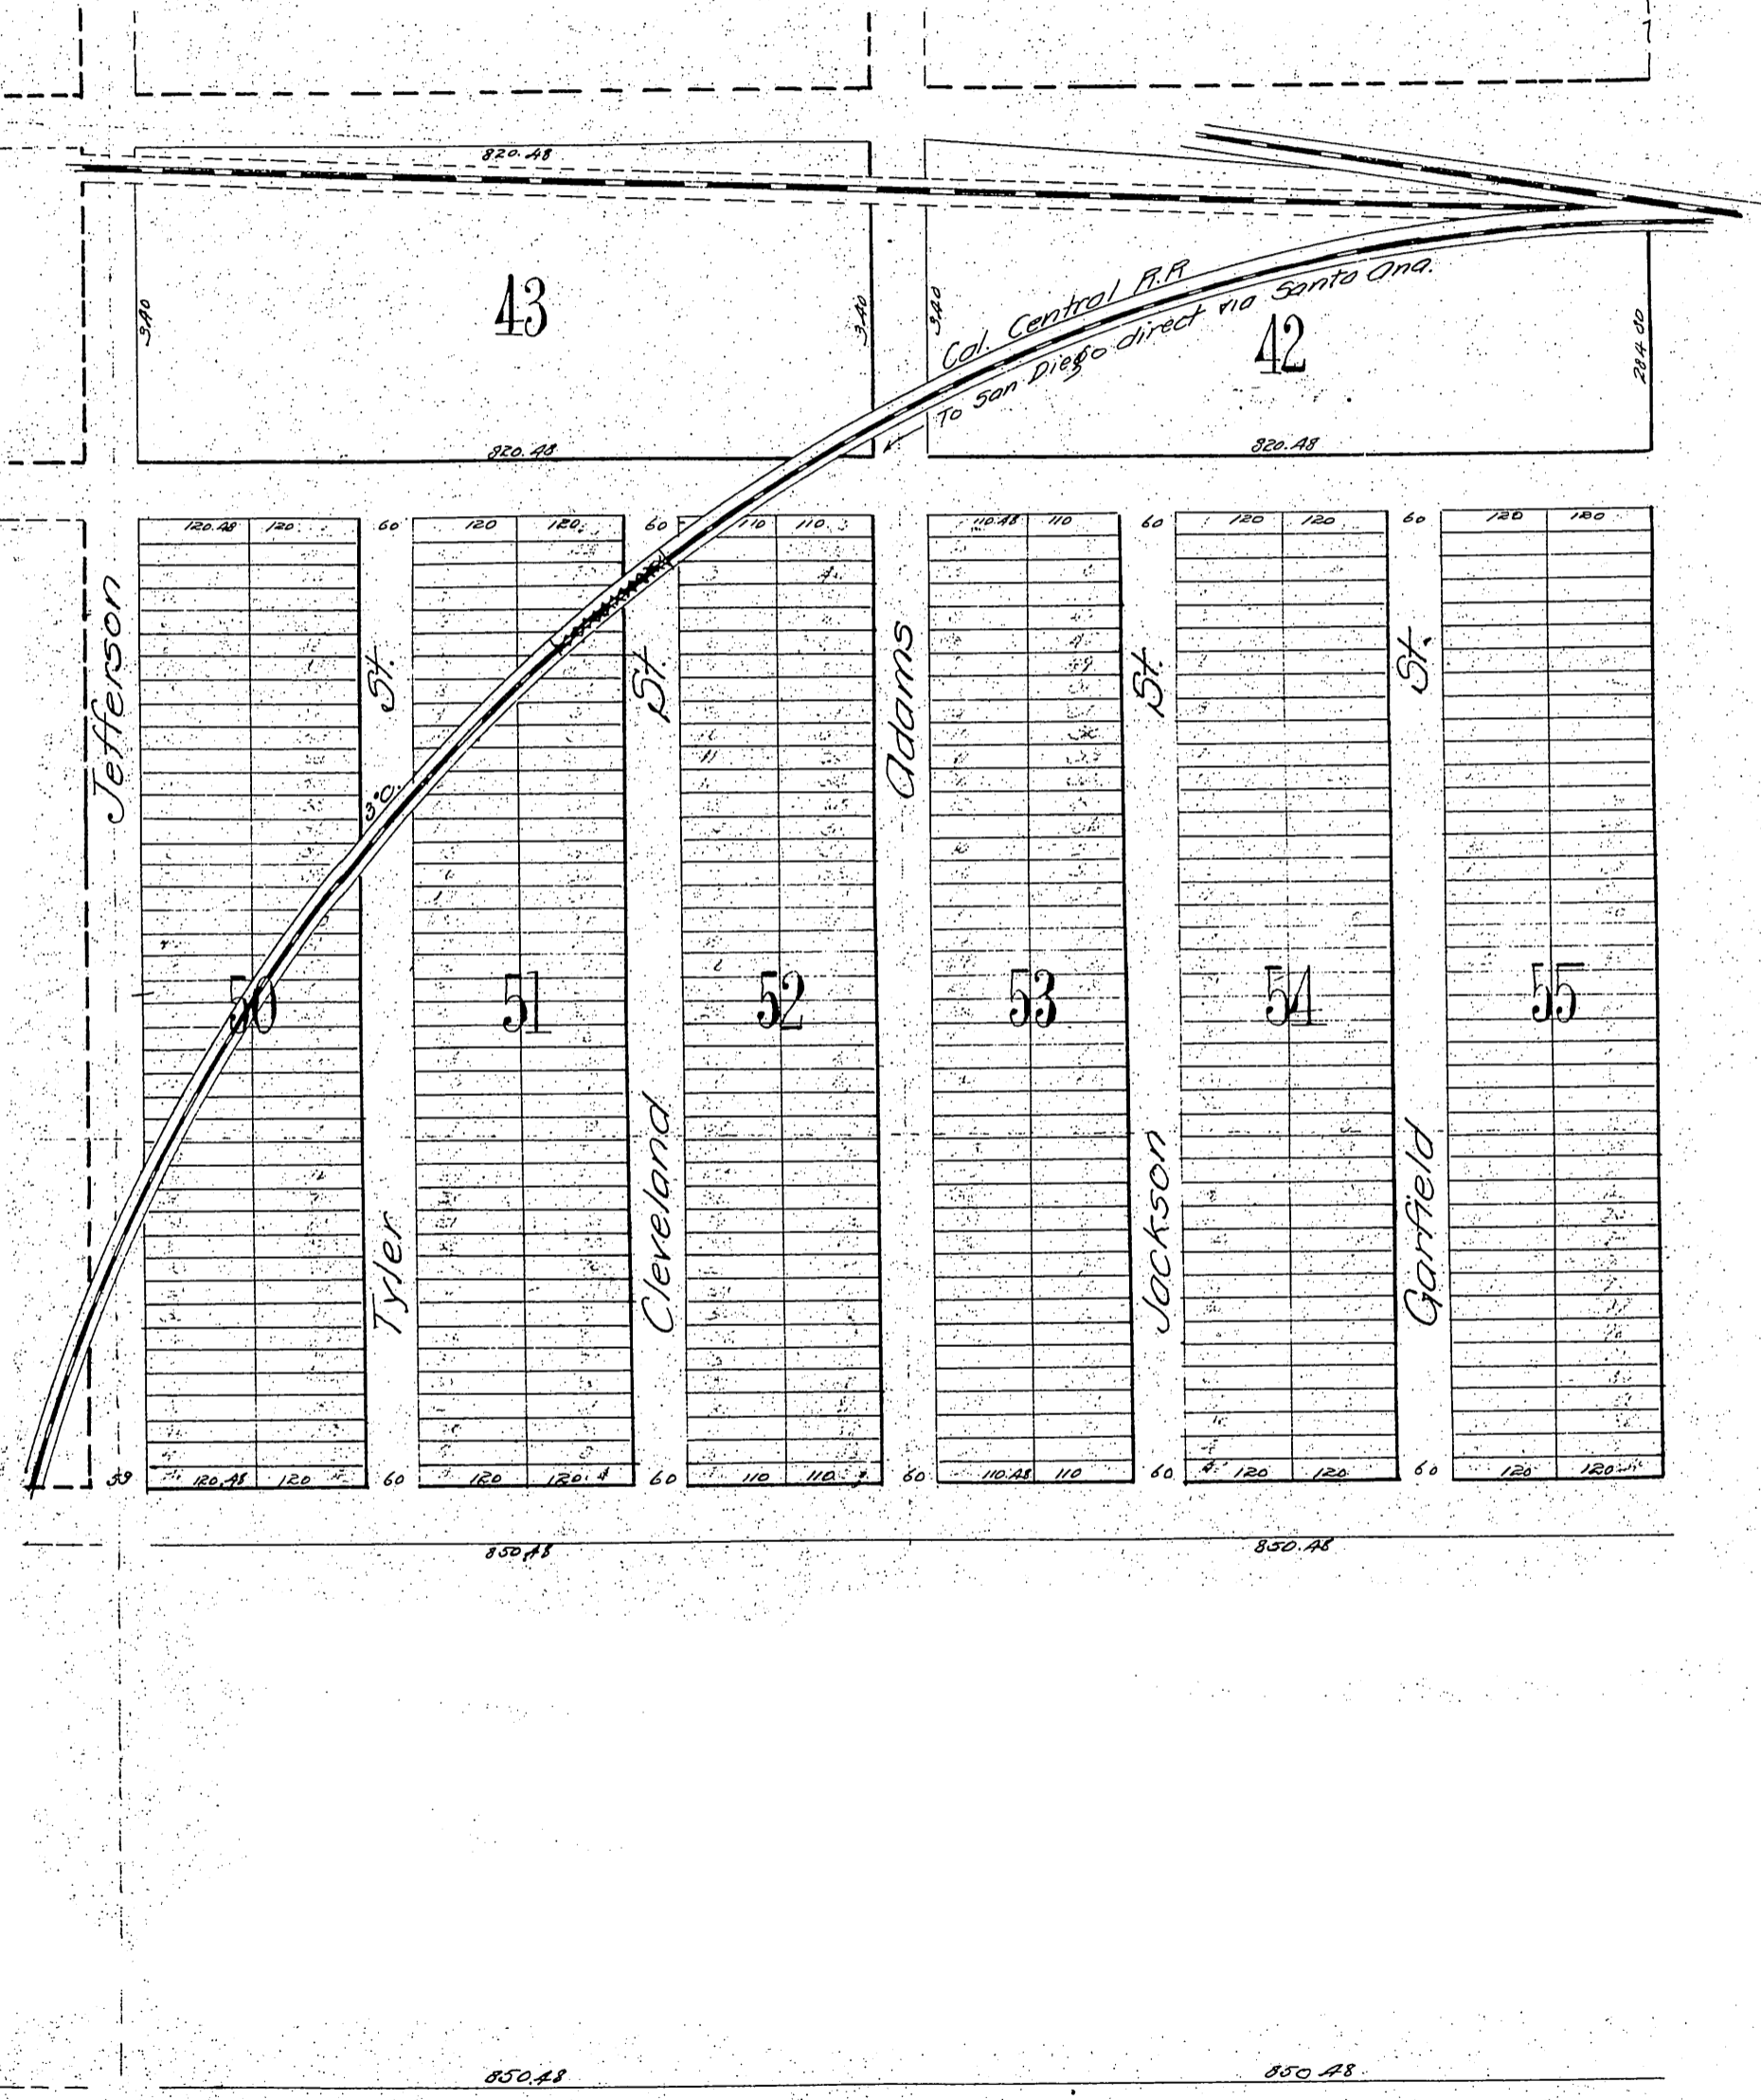 820.48
43
340
340
340
Cal. Central R.R
To San Diego direct via Santa Ana.
42
284.80
820.48
820.48
120.48 120 60 120 120 60 110 110 110.48 110 60 120 120 60 120 120
Jefferson
St.
St.
Adams
St.
St.
3°C.
50 51 52 53 54 55
Tyler
Cleveland
Jackson
Garfield
59 120.48 120 60 120 120 60 110 110 60 110.48 110 60 120 120 60 120 120
850.48
850.48
850.48
850.48